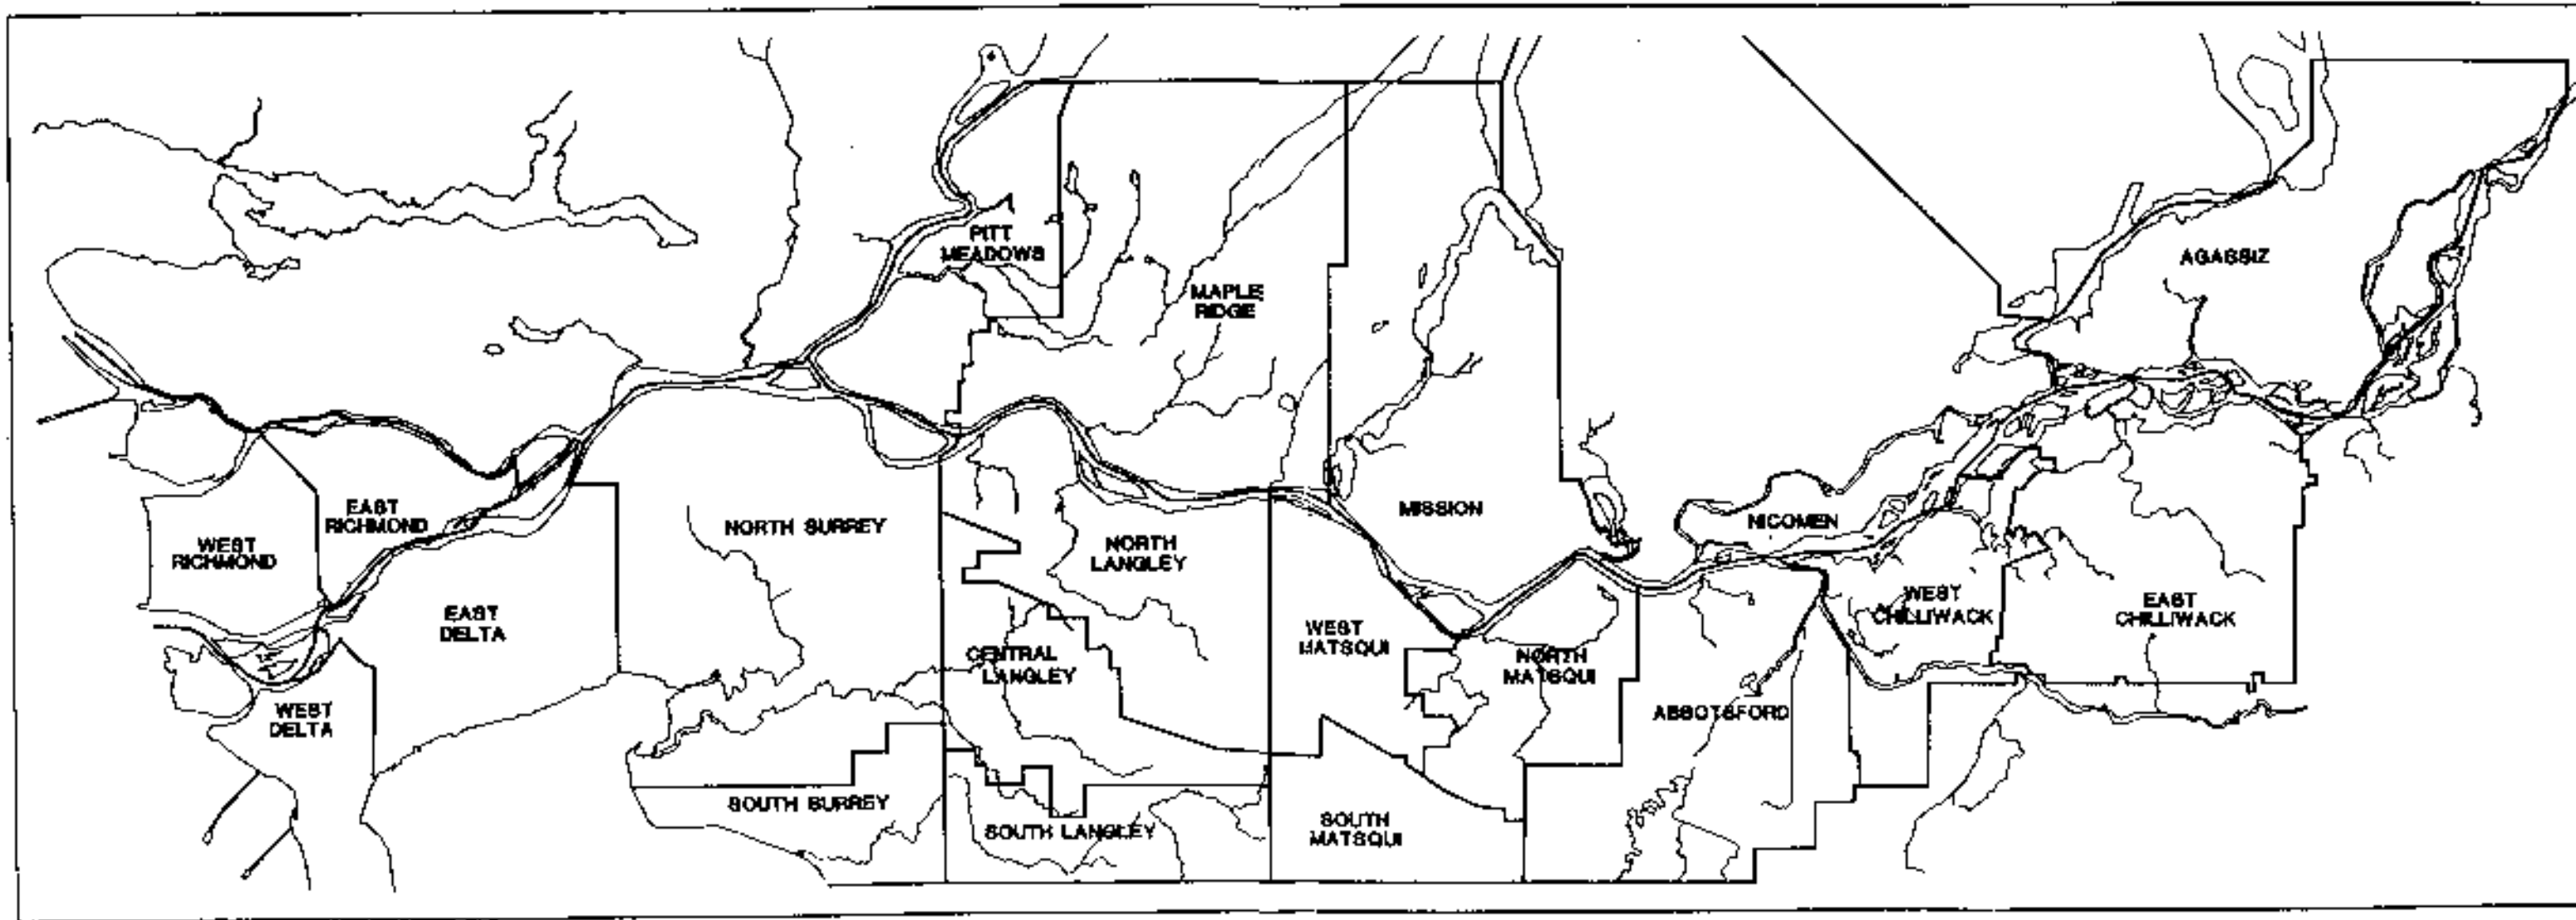 PITT
MEADOWS
MAPLE
RIDGE
AGASSIZ
EAST
RICHMOND
WEST
RICHMOND
NORTH SURREY
NORTH
LANGLEY
MISSION
NICOMEN
EAST
DELTA
WEST
CHILLIWACK
EAST
CHILLIWACK
CENTRAL
LANGLEY
WEST
MATSQUI
NORTH
MATSQUI
WEST
DELTA
ABBOTSFORD
SOUTH SURREY
SOUTH LANGLEY
SOUTH
MATSQUI